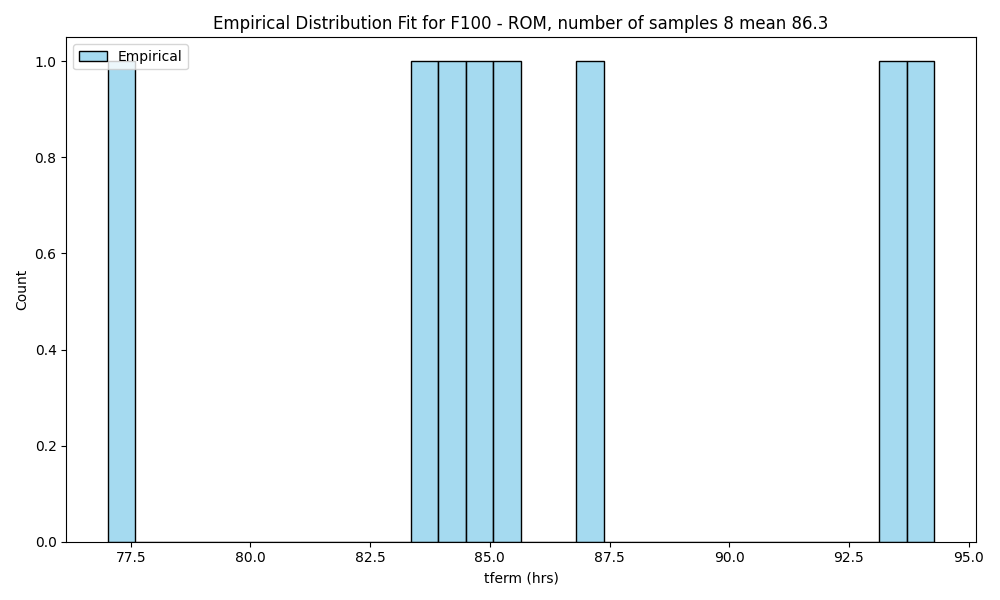 Empirical Distribution Fit for F100 - ROM, number of samples 8 mean 86.3
Empirical
1.0
0.8
0.6
0.4
0.2
0.0
Count
77.5 80.0 82.5 85.0 87.5 90.0 92.5 95.0
tferm (hrs)